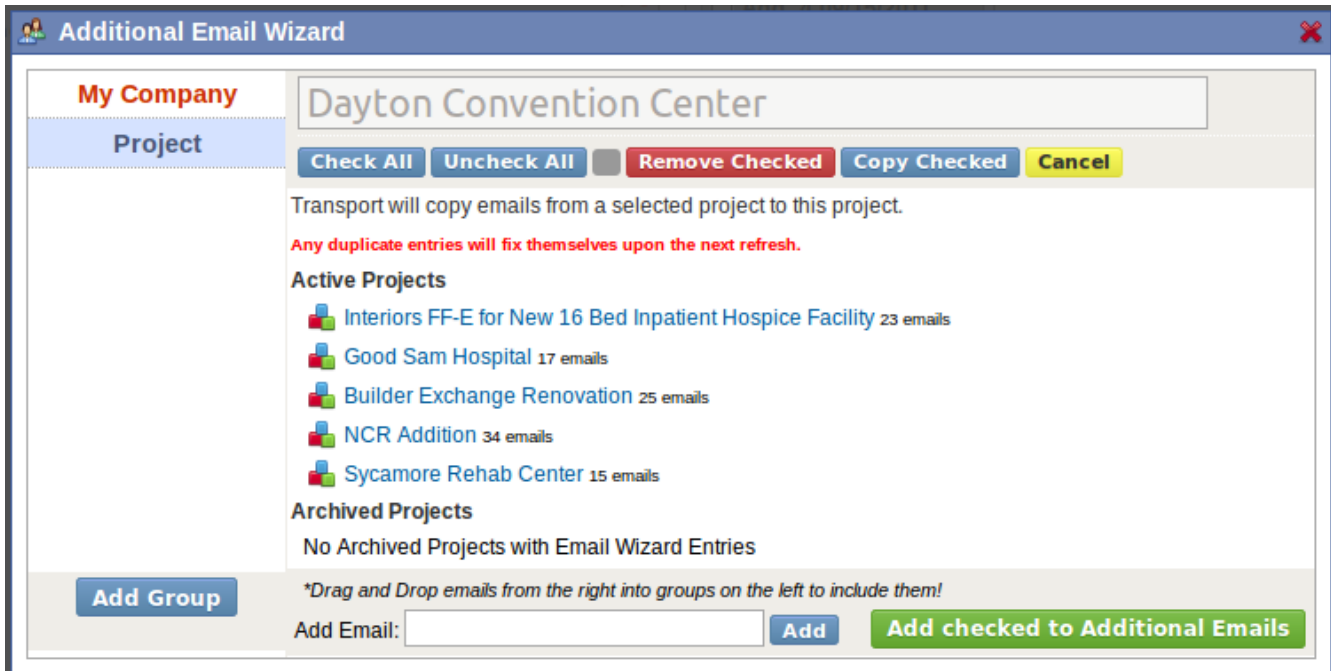 Additional Email Wizard
My Company
Project
Dayton Convention Center
Check All Uncheck All Remove Checked Copy Checked Cancel
Transport will copy emails from a selected project to this project.
Any duplicate entries will fix themselves upon the next refresh.
Active Projects
Interiors FF-E for New 16 Bed Inpatient Hospice Facility 23 emails
Good Sam Hospital 17 emails
Builder Exchange Renovation 25 emails
NCR Addition 34 emails
Sycamore Rehab Center 15 emails
Archived Projects
No Archived Projects with Email Wizard Entries
Add Group
*Drag and Drop emails from the right into groups on the left to include them!
Add Email: Add Add checked to Additional Emails